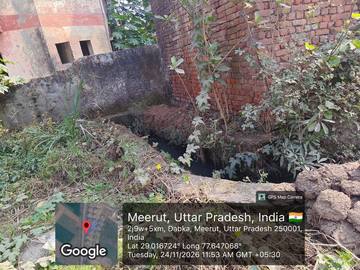 GPS Map Camera
Meerut, Uttar Pradesh, India 🇮🇳
2j9w+5xm, Dabka, Meerut, Uttar Pradesh 250001,
India
Lat 29.016724° Long 77.647068°
Tuesday, 24/11/2026 11:53 AM GMT +05:30
Google